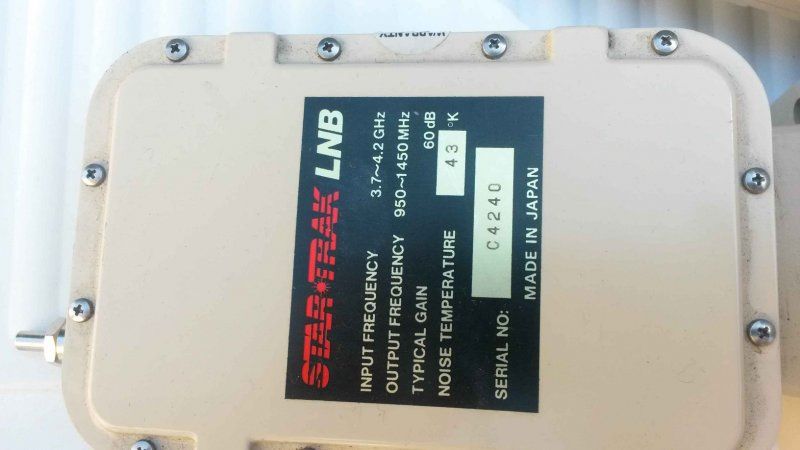 WARRANTY
STAR TRAK LNB
INPUT FREQUENCY 3.7~4.2 GHz
OUTPUT FREQUENCY 950~1450 MHz
TYPICAL GAIN 60 dB
NOISE TEMPERATURE 43 °K
SERIAL NO: C4240
MADE IN JAPAN